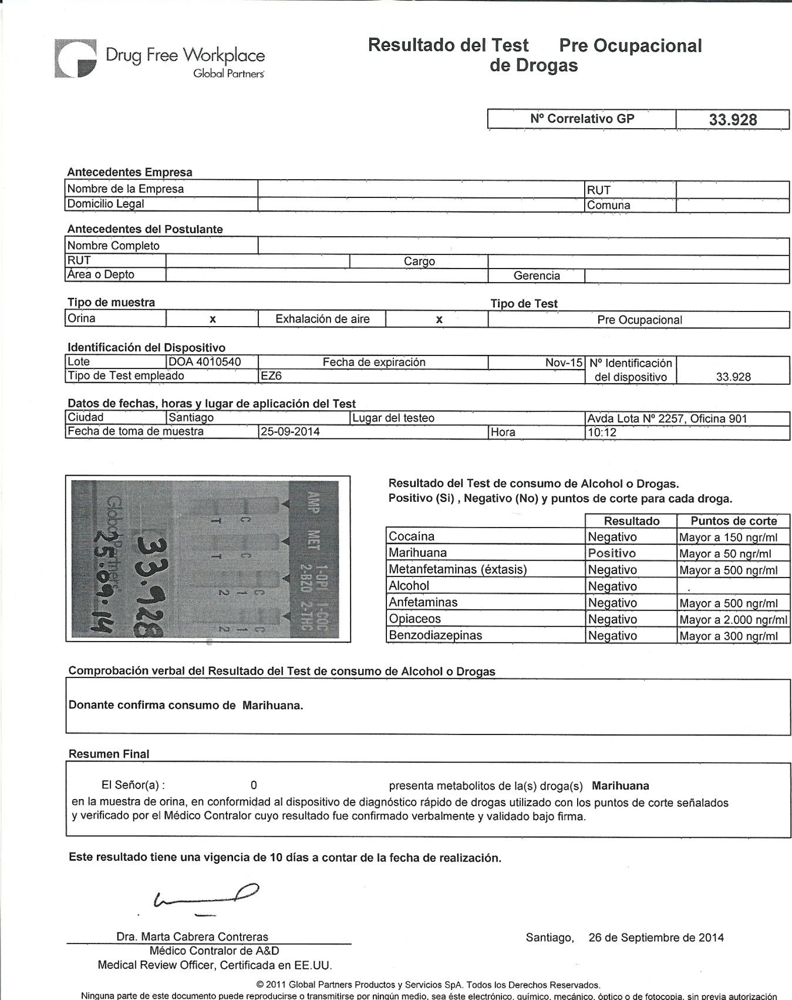 Drug Free Workplace
Global Partners
Resultado del Test Pre Ocupacional
de Drogas
Nº Correlativo GP 33.928
Antecedentes Empresa
Nombre de la Empresa RUT
Domicilio Legal Comuna
Antecedentes del Postulante
Nombre Completo
RUT Cargo
Área o Depto Gerencia
Tipo de muestra Tipo de Test
Orina x Exhalación de aire x Pre Ocupacional
Identificación del Dispositivo
Lote DOA 4010540 Fecha de expiración Nov-15 Nº Identificación
Tipo de Test empleado EZ6 del dispositivo 33.928
Datos de fechas, horas y lugar de aplicación del Test
Ciudad Santiago Lugar del testeo Avda Lota Nº 2257, Oficina 901
Fecha de toma de muestra 25-09-2014 Hora 10:12
AMP MET 1-OPI 1-COC
2-BZO 2-THC
C C C C
T T 1 2 1 2
33.928
Global Partners
25.09.14
Resultado del Test de consumo de Alcohol o Drogas.
Positivo (Si) , Negativo (No) y puntos de corte para cada droga.
Resultado Puntos de corte
Cocaína Negativo Mayor a 150 ngr/ml
Marihuana Positivo Mayor a 50 ngr/ml
Metanfetaminas (éxtasis) Negativo Mayor a 500 ngr/ml
Alcohol Negativo
Anfetaminas Negativo Mayor a 500 ngr/ml
Opiaceos Negativo Mayor a 2.000 ngr/ml
Benzodiazepinas Negativo Mayor a 300 ngr/ml
Comprobación verbal del Resultado del Test de consumo de Alcohol o Drogas
Donante confirma consumo de Marihuana.
Resumen Final
El Señor(a) : 0 presenta metabolitos de la(s) droga(s) Marihuana
en la muestra de orina, en conformidad al dispositivo de diagnóstico rápido de drogas utilizado con los puntos de corte señalados
y verificado por el Médico Contralor cuyo resultado fue confirmado verbalmente y validado bajo firma.
Este resultado tiene una vigencia de 10 días a contar de la fecha de realización.
Dra. Marta Cabrera Contreras Santiago, 26 de Septiembre de 2014
Médico Contralor de A&D
Medical Review Officer, Certificada en EE.UU.
© 2011 Global Partners Productos y Servicios SpA. Todos los Derechos Reservados.
Ninguna parte de este documento puede reproducirse o transmitirse por ningún medio, sea éste electrónico, químico, mecánico, óptico o de fotocopia, sin previa autorización